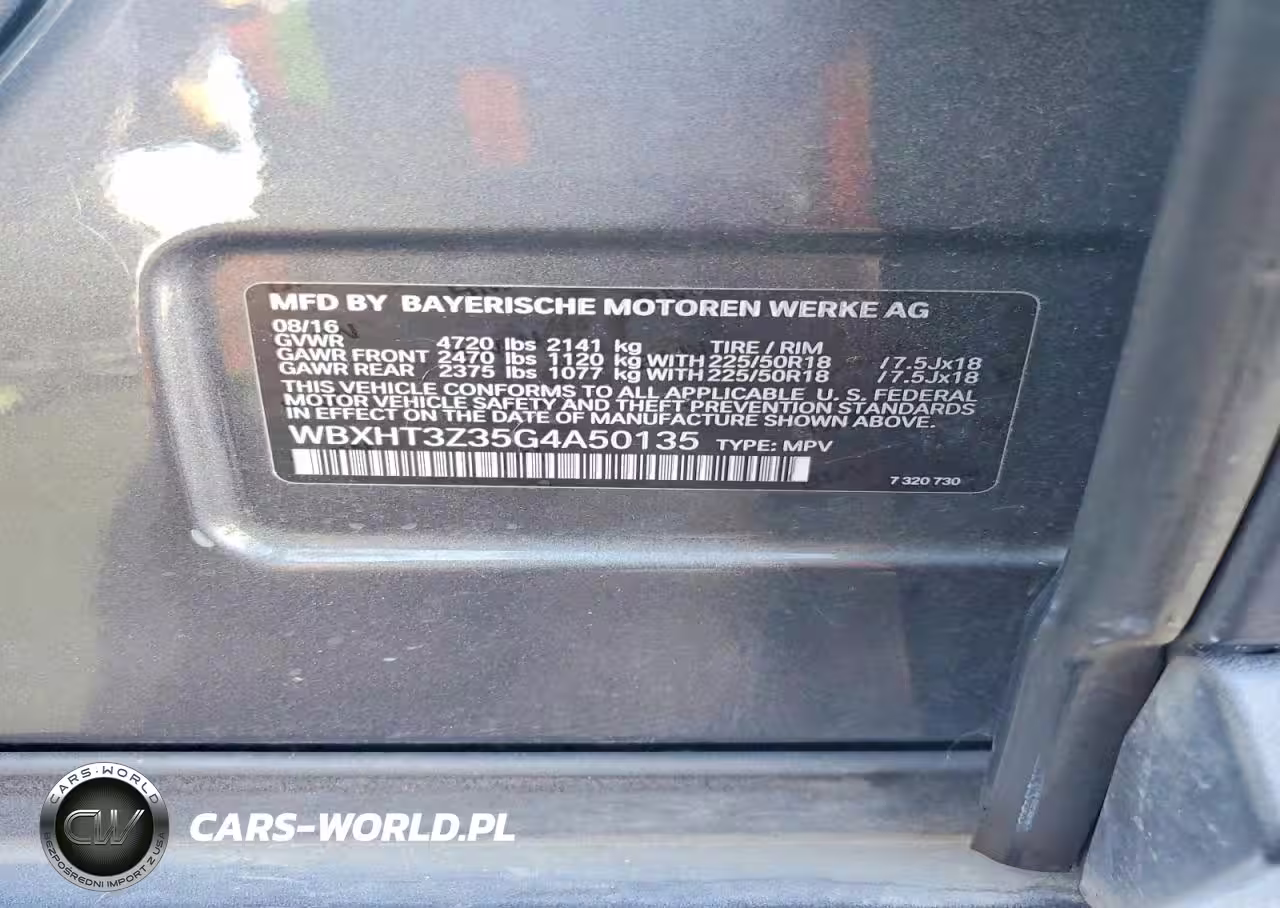 MFD BY BAYERISCHE MOTOREN WERKE AG
08/16
GVWR 4720 lbs 2141 kg TIRE / RIM
GAWR FRONT 2470 lbs 1120 kg WITH 225/50R18 / 7.5Jx18
GAWR REAR 2375 lbs 1077 kg WITH 225/50R18 / 7.5Jx18
THIS VEHICLE CONFORMS TO ALL APPLICABLE U. S. FEDERAL
MOTOR VEHICLE SAFETY AND THEFT PREVENTION STANDARDS
IN EFFECT ON THE DATE OF MANUFACTURE SHOWN ABOVE.
WBXHT3Z35G4A50135 TYPE: MPV
7 320 730
CARS-WORLD
CW
BEZPOŚREDNI IMPORT Z USA
CARS-WORLD.PL